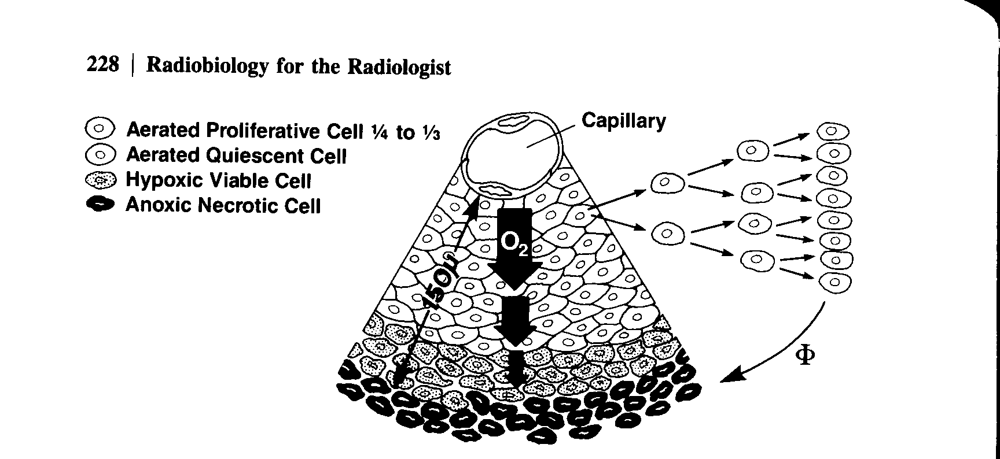 228 | Radiobiology for the Radiologist
Aerated Proliferative Cell ¼ to ⅓
Aerated Quiescent Cell
Hypoxic Viable Cell
Anoxic Necrotic Cell
Capillary
O₂
150μ
Φ